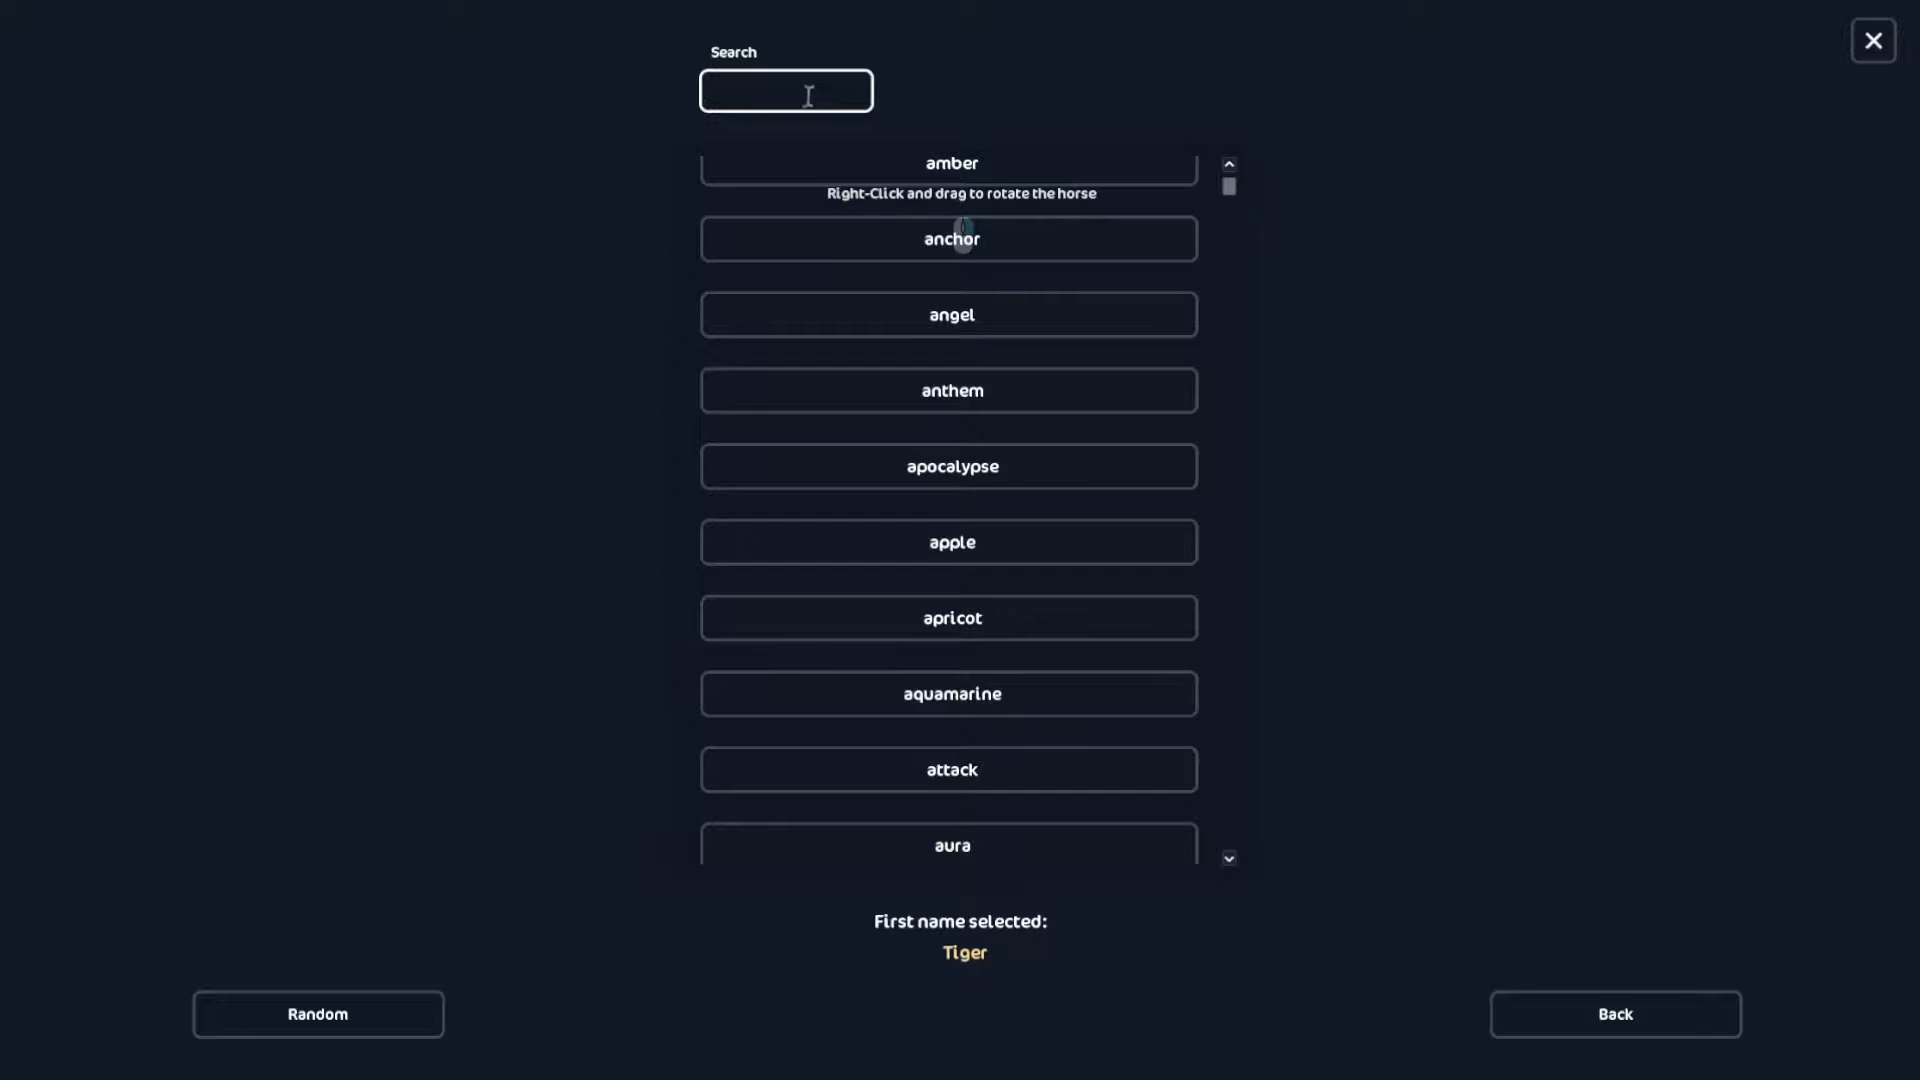 Search
amber
Right-Click and drag to rotate the horse
anchor
angel
anthem
apocalypse
apple
apricot
aquamarine
attack
aura
First name selected:
Tiger
Random
Back